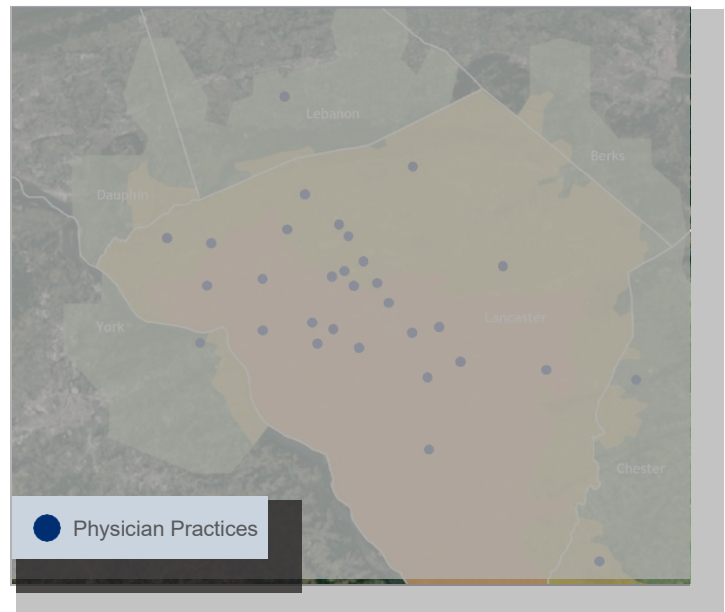 Lebanon
Berks
Dauphin
Lancaster
York
Chester
Physician Practices